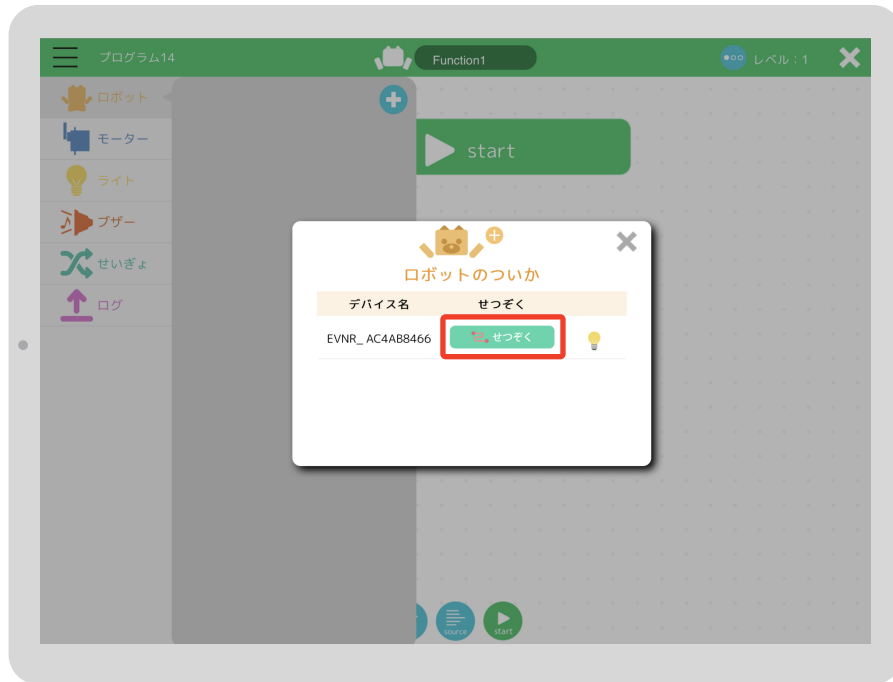 プログラム14
Function1
レベル：1
ロボット
モーター
start
ライト
ブザー
せいぎょ
ログ
ロボットのついか
デバイス名 せつぞく
EVNR_ AC4AB8466 せつぞく
source
start